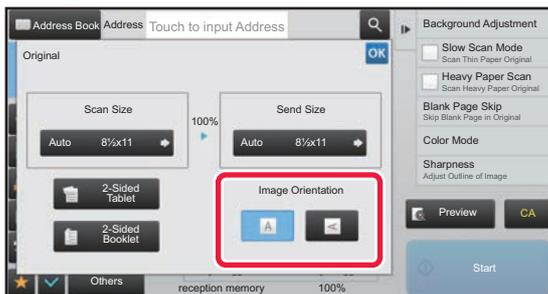 Address Book
Address
Touch to input Address
Original
OK
Scan Size
Auto 8½x11
100%
Send Size
Auto 8½x11
2-Sided
Tablet
2-Sided
Booklet
Image Orientation
A
A
Others
reception memory 100%
Background Adjustment
Slow Scan Mode
Scan Thin Paper Original
Heavy Paper Scan
Scan Heavy Paper Original
Blank Page Skip
Skip Blank Page in Original
Color Mode
Sharpness
Adjust Outline of Image
Preview
CA
Start